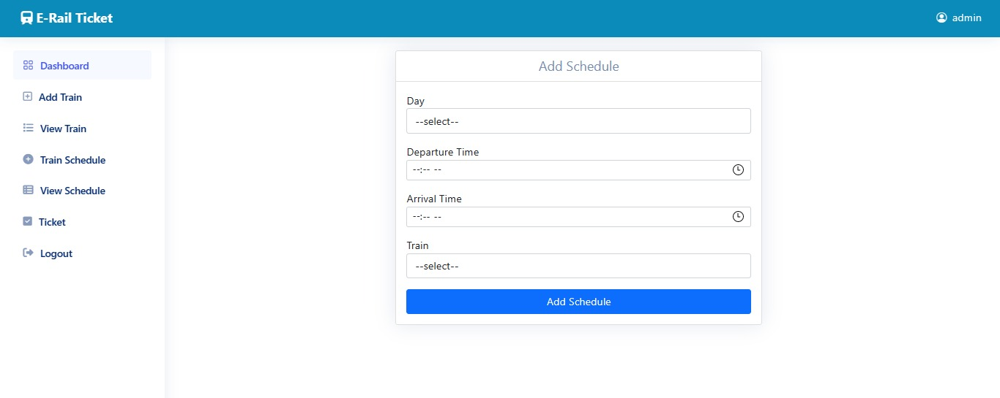 E-Rail Ticket
admin
Dashboard
Add Train
View Train
Train Schedule
View Schedule
Ticket
Logout
Add Schedule
Day
--select--
Departure Time
--:-- --
Arrival Time
--:-- --
Train
--select--
Add Schedule